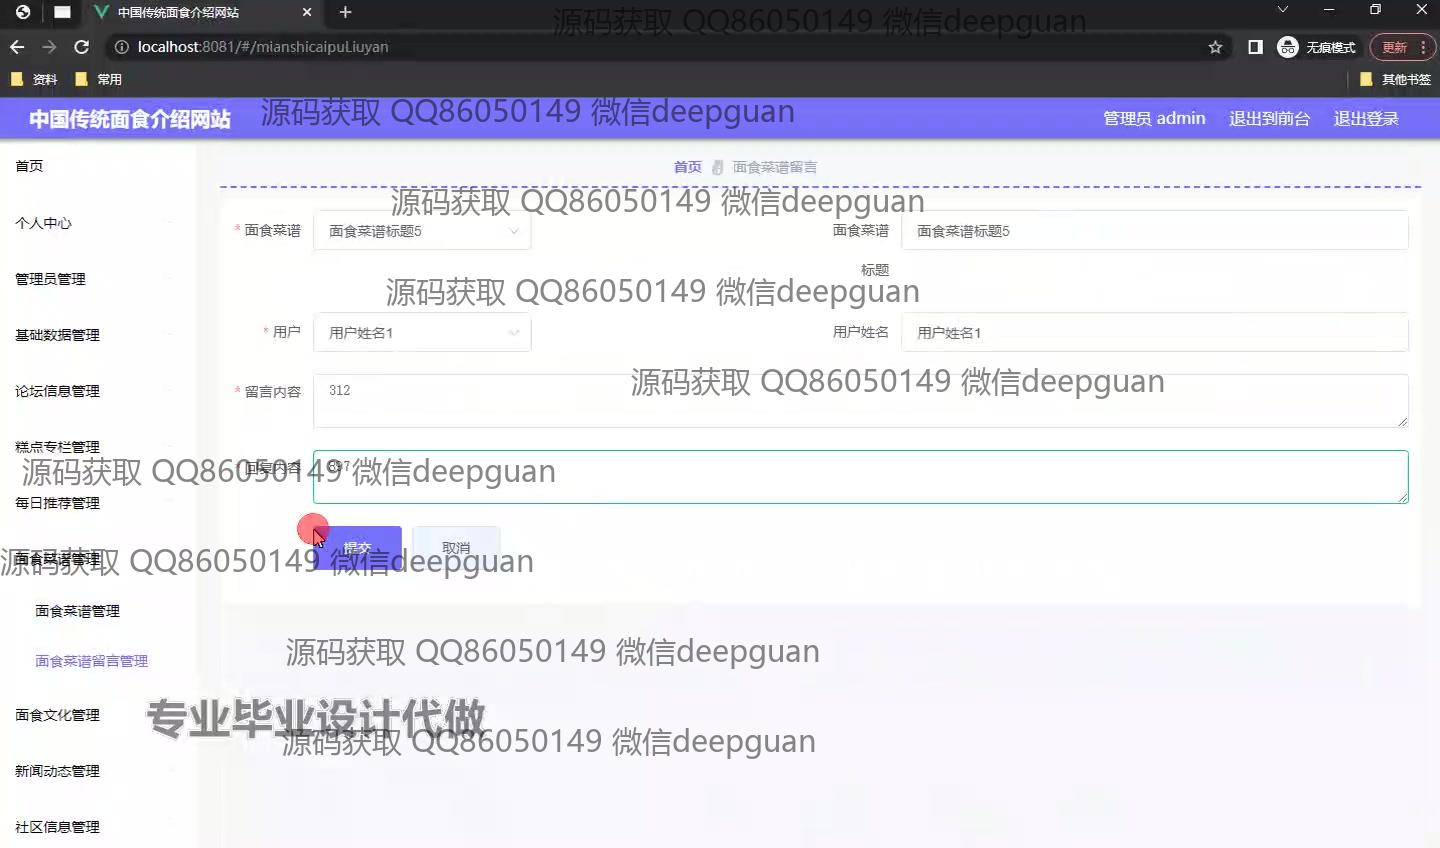 中国传统面食介绍网站
源码获取 QQ86050149 微信deepguan
localhost:8081/#/mianshicaipuLiuyan
无痕模式
更新
资料
常用
其他书签
中国传统面食介绍网站
源码获取 QQ86050149 微信deepguan
管理员 admin
退出到前台
退出登录
首页
首页
面食菜谱留言
源码获取 QQ86050149 微信deepguan
个人中心
* 面食菜谱
面食菜谱标题5
面食菜谱标题
面食菜谱标题5
管理员管理
源码获取 QQ86050149 微信deepguan
基础数据管理
* 用户
用户姓名1
用户姓名
用户姓名1
论坛信息管理
* 留言内容
312
源码获取 QQ86050149 微信deepguan
糕点专栏管理
* 回复内容
源码获取 QQ86050149 微信deepguan
每日推荐管理
提交
取消
面食菜谱管理
源码获取 QQ86050149 微信deepguan
面食菜谱管理
面食菜谱留言管理
源码获取 QQ86050149 微信deepguan
面食文化管理
专业毕业设计代做
源码获取 QQ86050149 微信deepguan
新闻动态管理
社区信息管理